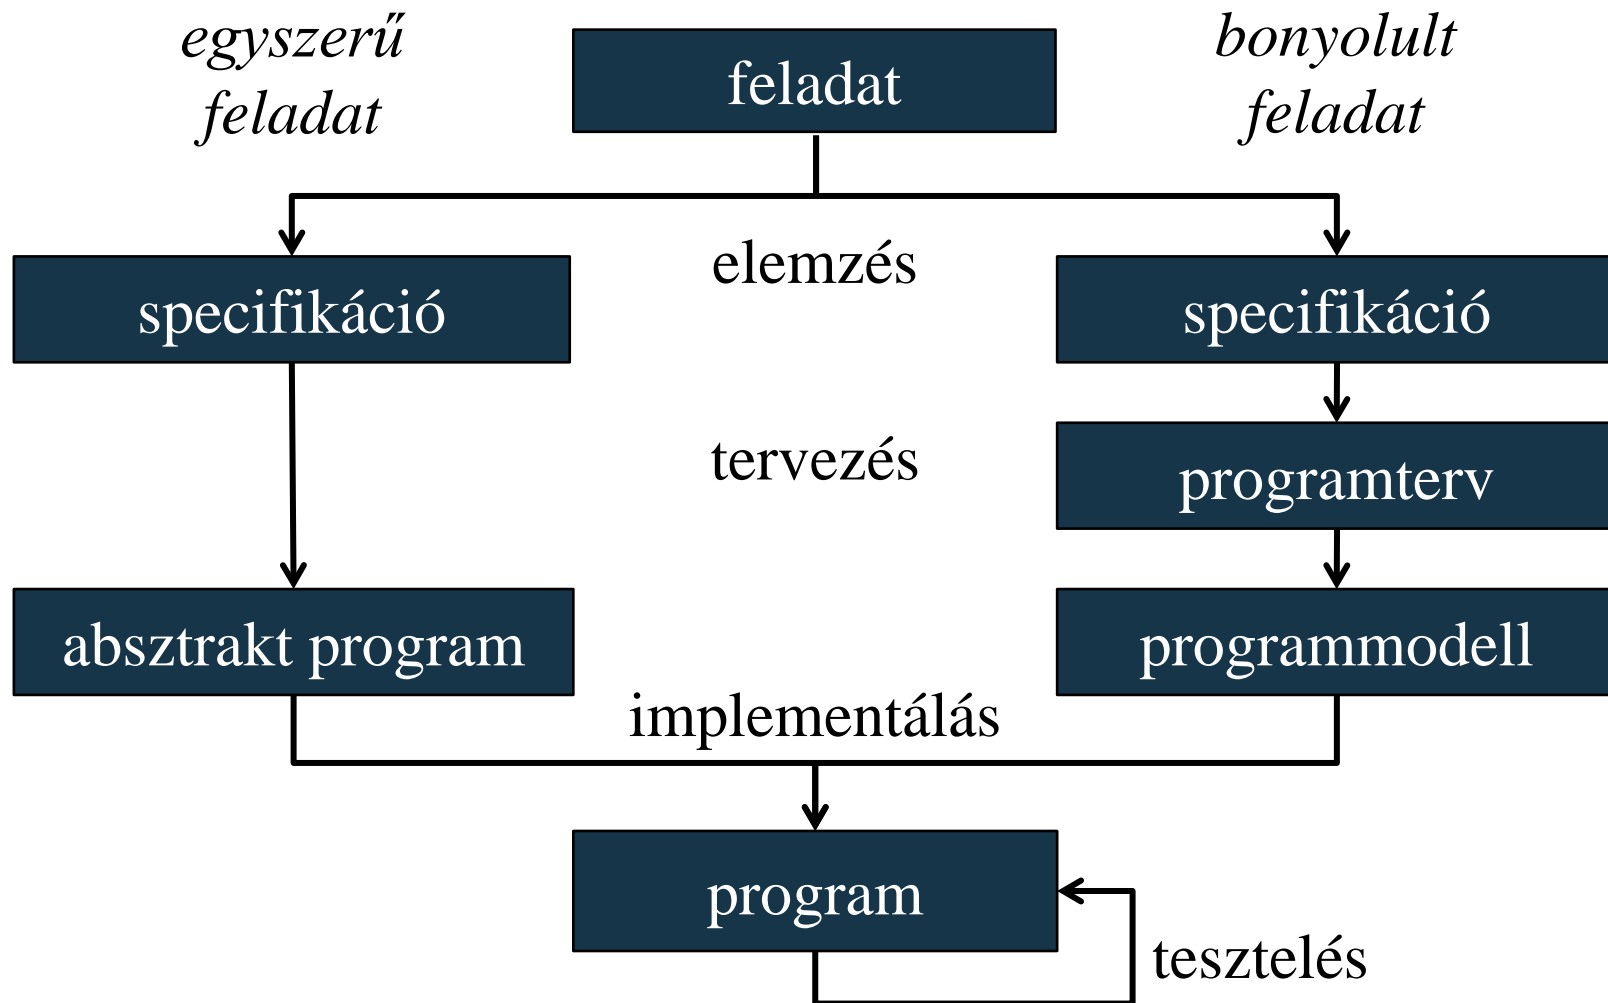 egyszerű
feladat
feladat
bonyolult
feladat
elemzés
specifikáció
specifikáció
tervezés
programterv
absztrakt program
programmodell
implementálás
program
tesztelés